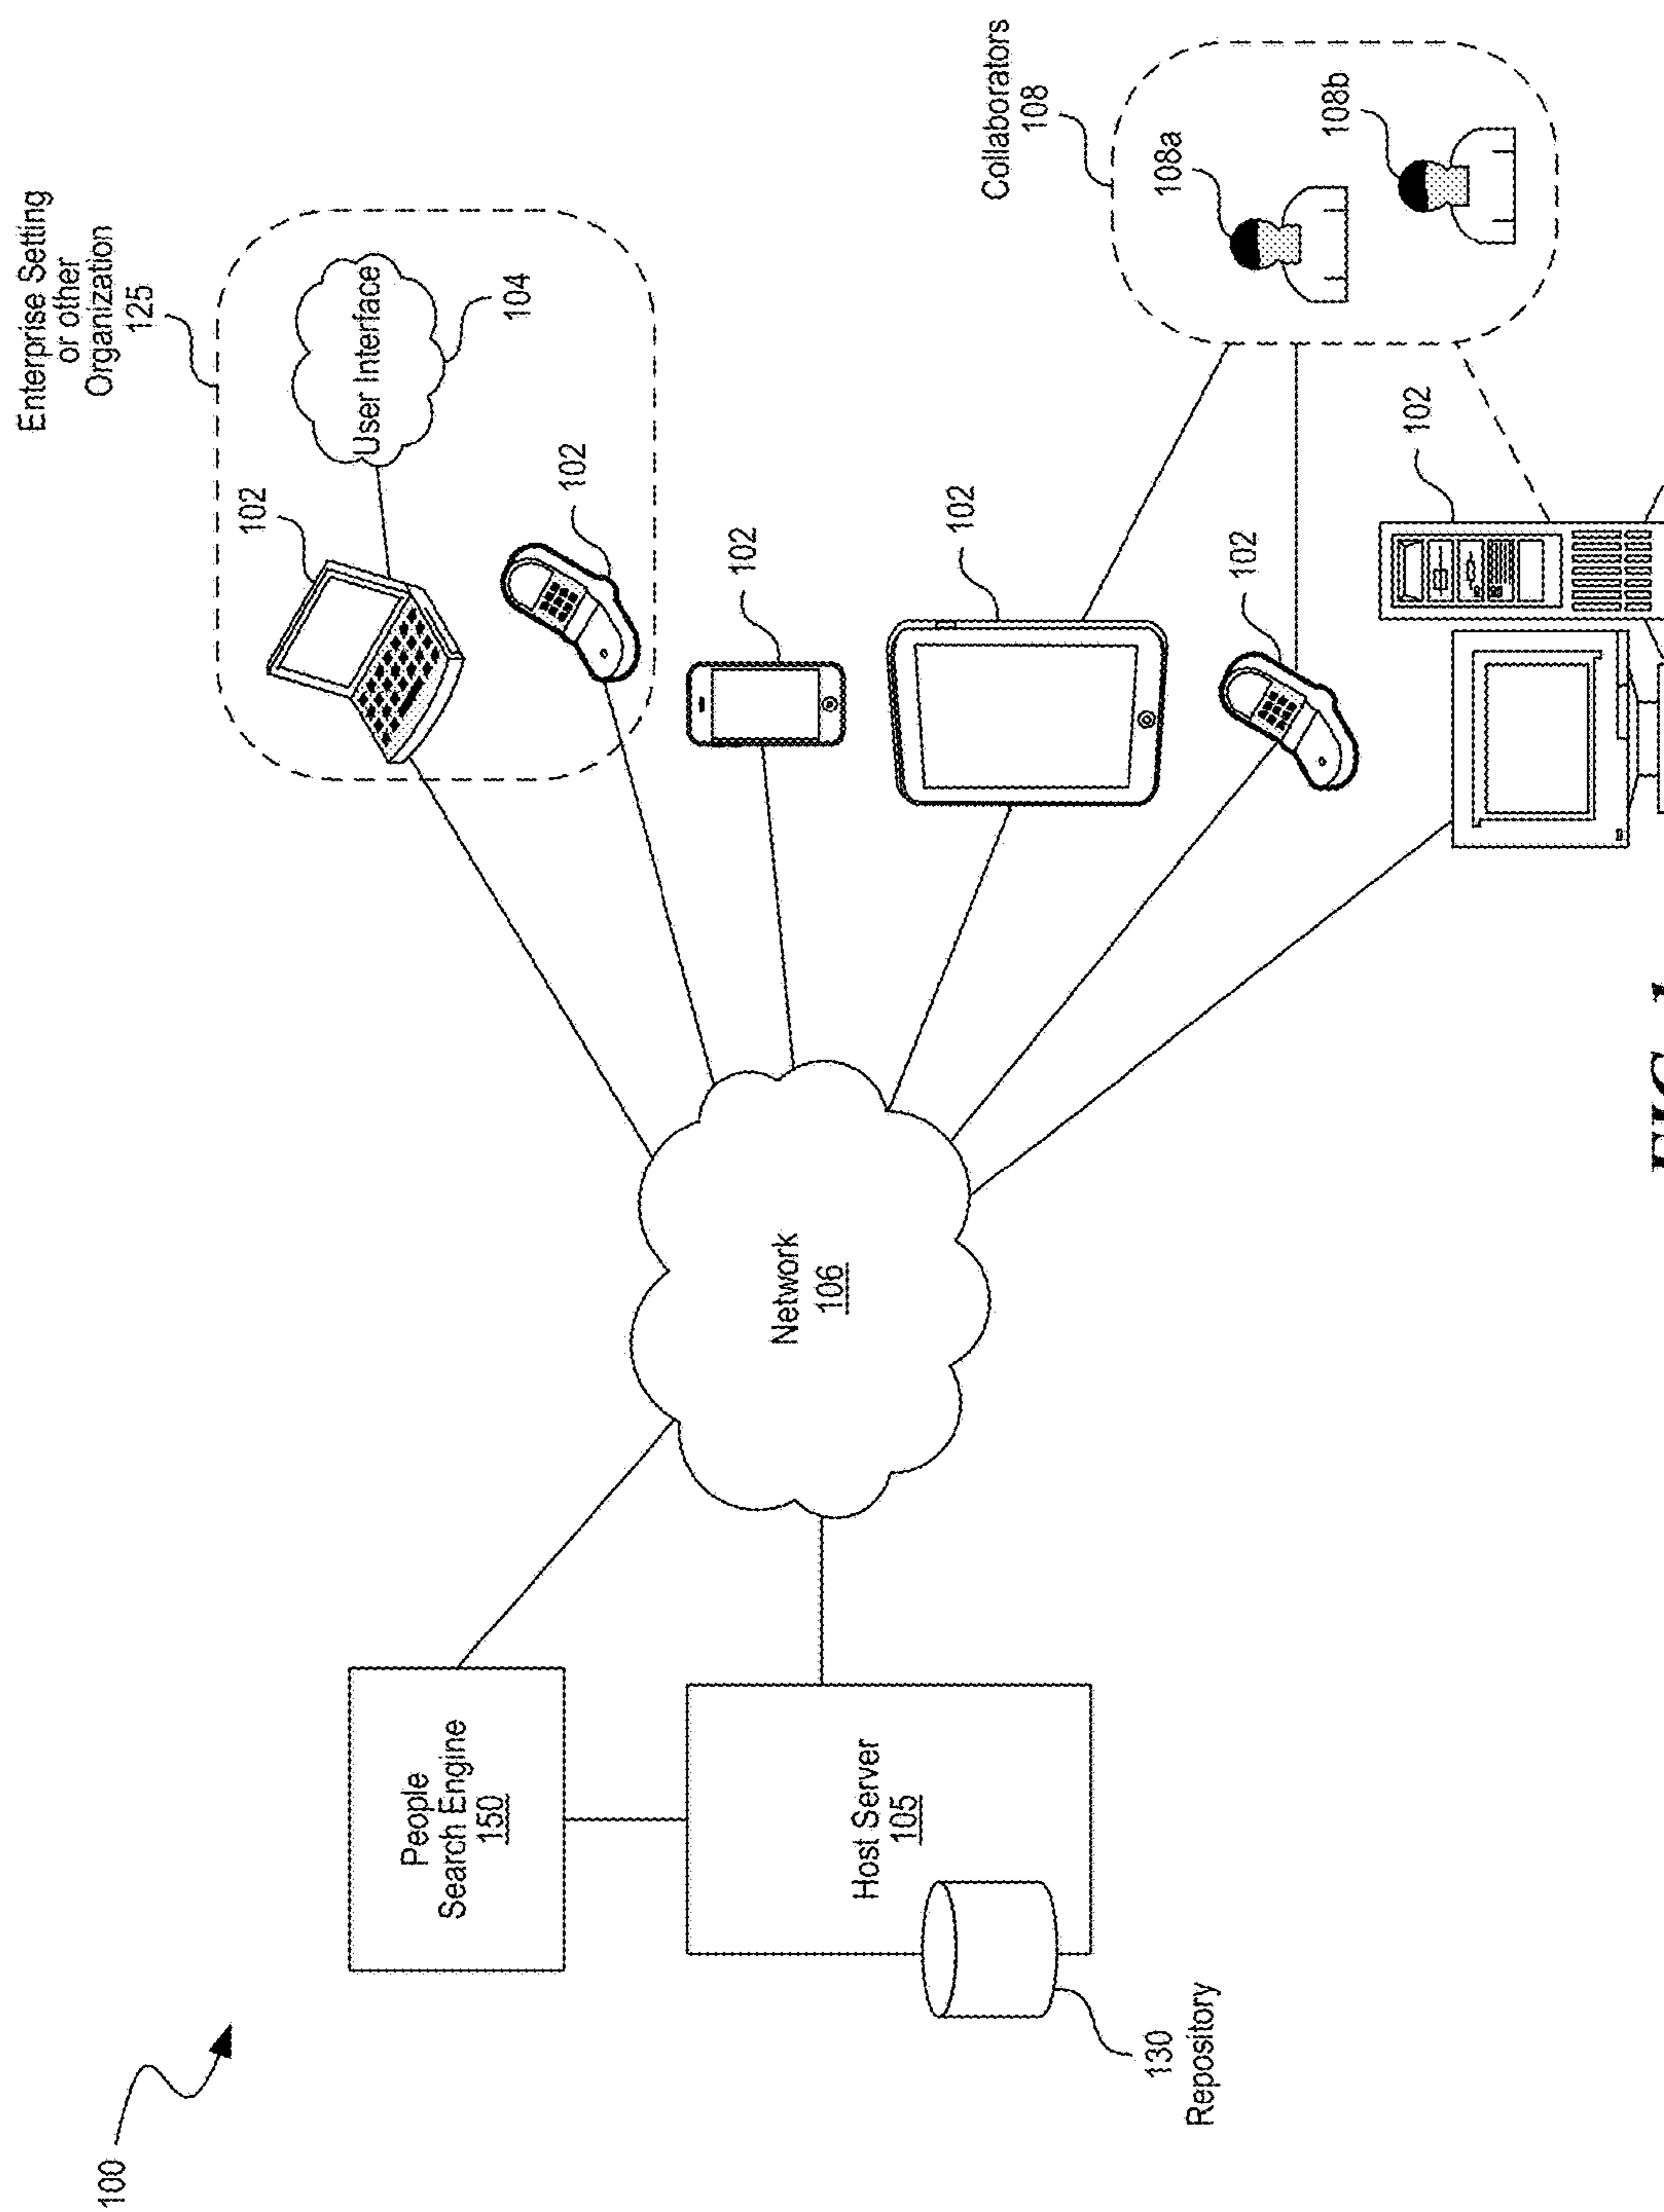 100
Enterprise Setting
or other
Organization
125
102
User Interface
104
102
People
Search Engine
150
102
Network
106
Host Server
105
102
Collaborators
108
108a
108b
130
Repository
102
102